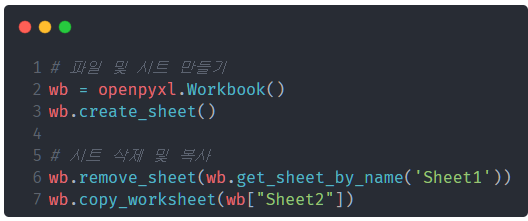 1 # 파일 및 시트 만들기
2 wb = openpyxl.Workbook()
3 wb.create_sheet()
4
5 # 시트 삭제 및 복사
6 wb.remove_sheet(wb.get_sheet_by_name('Sheet1'))
7 wb.copy_worksheet(wb["Sheet2"])